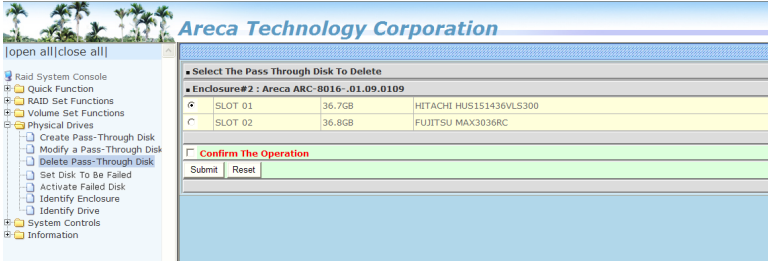 Areca Technology Corporation
|open all|close all|
Raid System Console
Quick Function
RAID Set Functions
Volume Set Functions
Physical Drives
Create Pass-Through Disk
Modify a Pass-Through Disk
Delete Pass-Through Disk
Set Disk To Be Failed
Activate Failed Disk
Identify Enclosure
Identify Drive
System Controls
Information
Select The Pass Through Disk To Delete
Enclosure#2 : Areca ARC-8016-.01.09.0109
SLOT 01 36.7GB HITACHI HUS151436VLS300
SLOT 02 36.8GB FUJITSU MAX3036RC
Confirm The Operation
Submit Reset